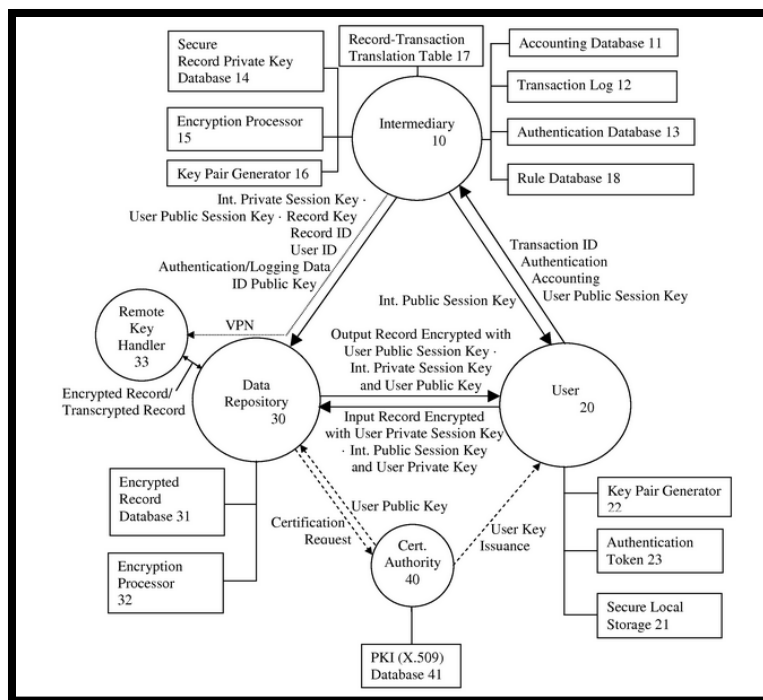 Secure
Record Private Key
Database 14
Record-Transaction
Translation Table 17
Accounting Database 11
Transaction Log 12
Encryption Processor
15
Intermediary
10
Authentication Database 13
Key Pair Generator 16
Rule Database 18
Int. Private Session Key ·
User Public Session Key · Record Key
Record ID
User ID
Authentication/Logging Data
ID Public Key
Transaction ID
Authentication
Accounting
User Public Session Key
Int. Public Session Key
Remote
Key
Handler
33
VPN
Output Record Encrypted with
User Public Session Key ·
Int. Private Session Key
and User Public Key
Encrypted Record/
Transcrypted Record
Data
Repository
30
User
20
Input Record Encrypted
with User Private Session Key
· Int. Public Session Key
and User Private Key
Encrypted
Record
Database 31
User Public Key
Certification
Request
User Key
Issuance
Key Pair Generator
22
Encryption
Processor
32
Cert.
Authority
40
Authentication
Token 23
Secure Local
Storage 21
PKI (X.509)
Database 41